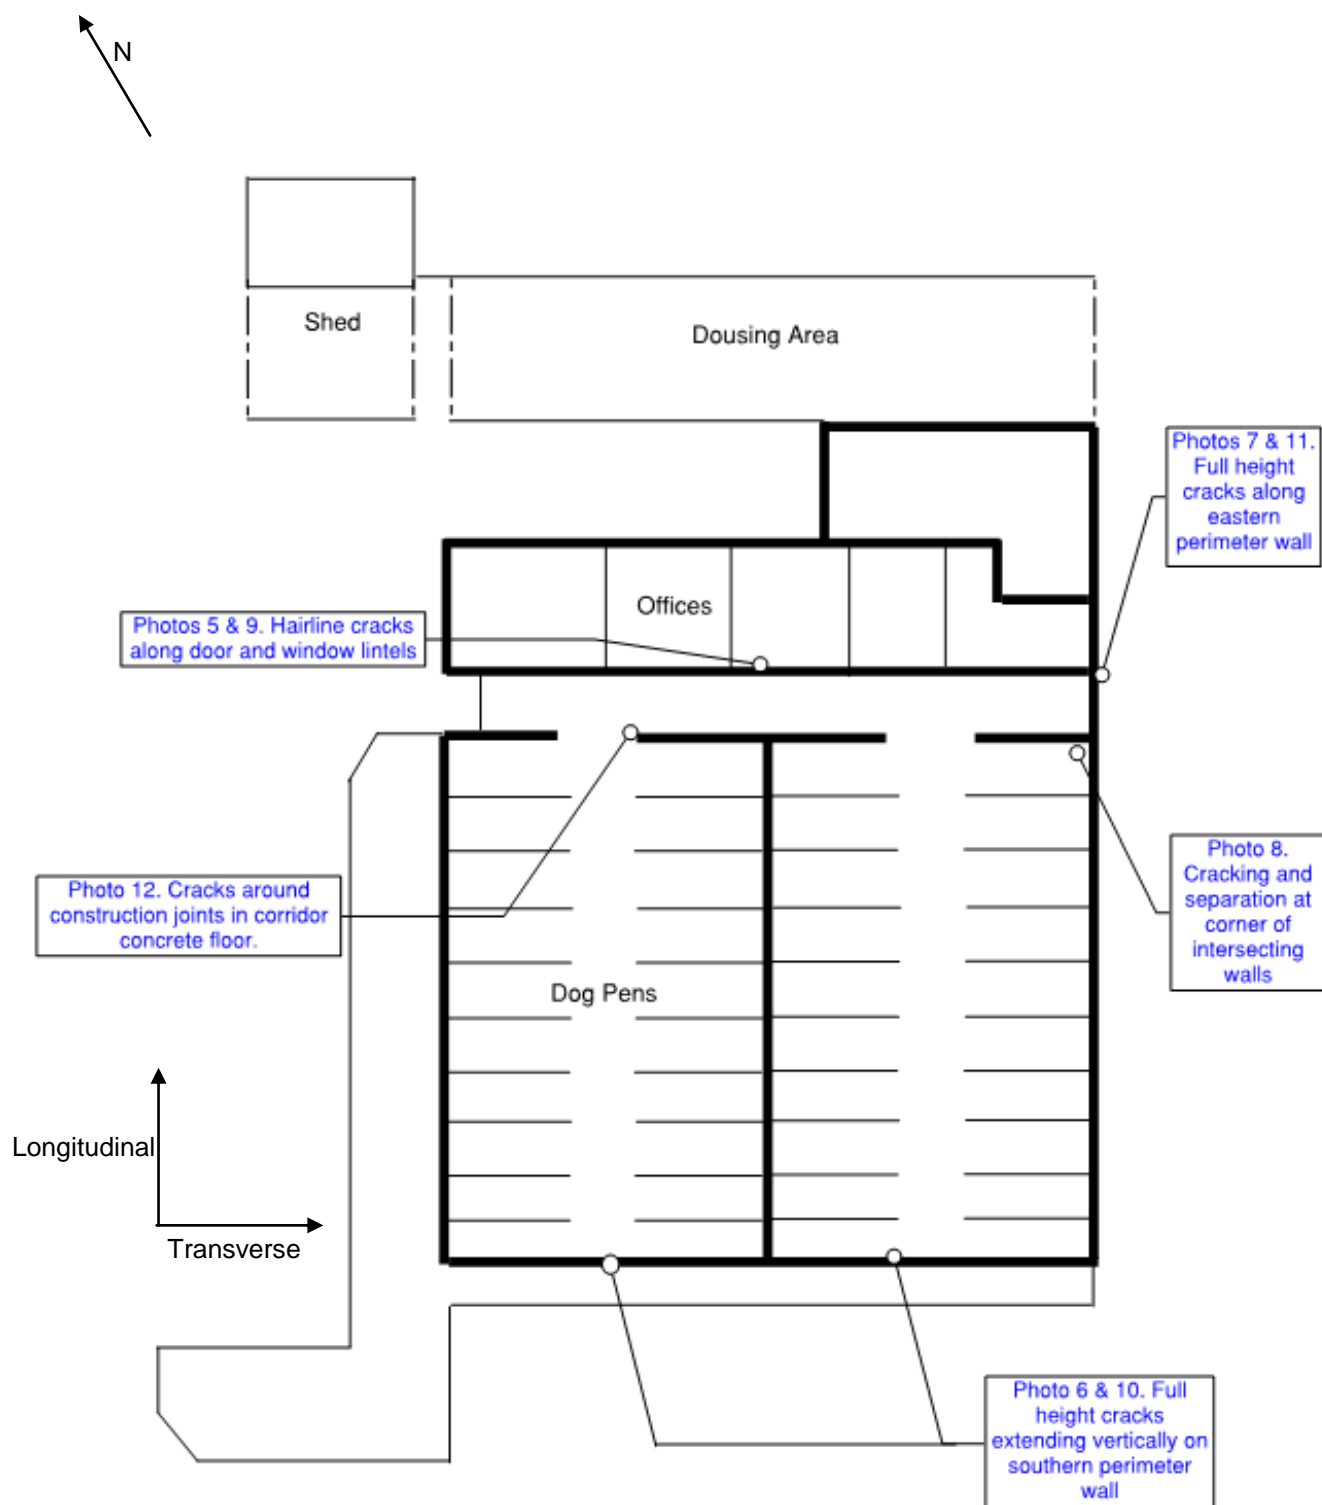 N
Shed
Dousing Area
Photos 7 & 11.
Full height
cracks along
eastern
perimeter wall
Offices
Photos 5 & 9. Hairline cracks
along door and window lintels
Photo 8.
Cracking and
separation at
corner of
intersecting
walls
Photo 12. Cracks around
construction joints in corridor
concrete floor.
Dog Pens
Longitudinal
Transverse
Photo 6 & 10. Full
height cracks
extending vertically on
southern perimeter
wall